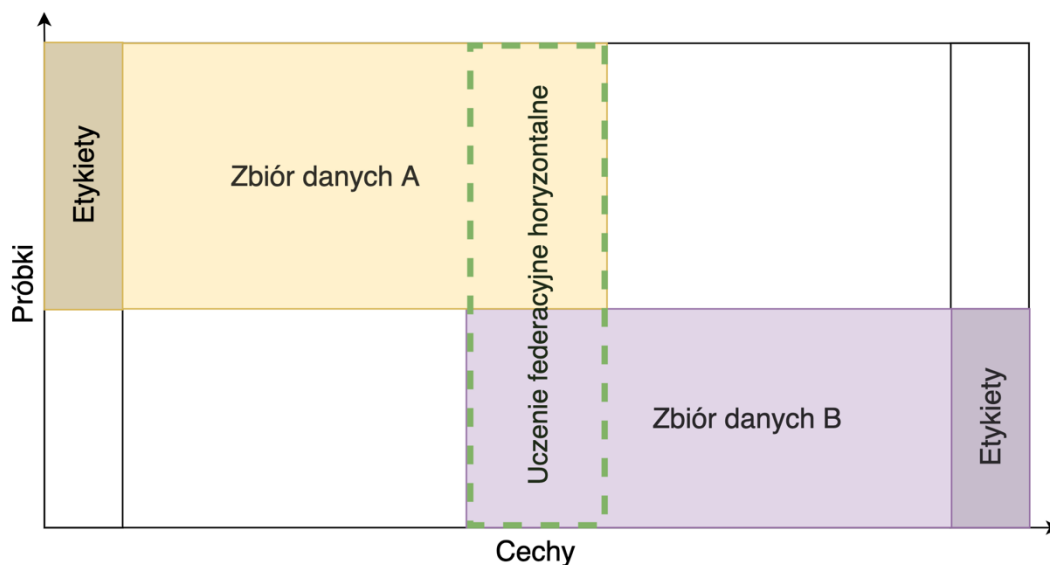 Etykiety
Zbiór danych A
Uczenie federacyjne horyzontalne
Próbki
Zbiór danych B
Etykiety
Cechy